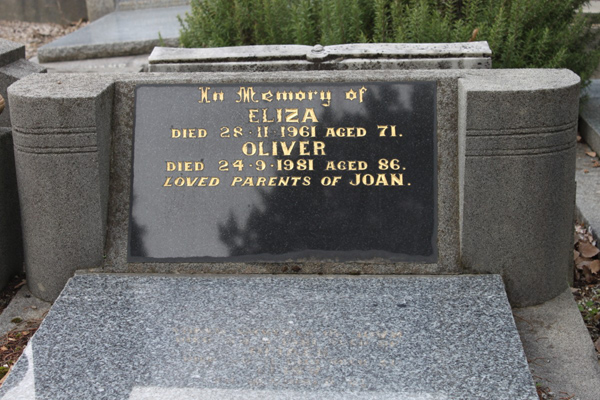 In Memory of
ELIZA
DIED 28·11·1961 AGED 71.
OLIVER
DIED 24·9·1981 AGED 86.
LOVED PARENTS OF JOAN.